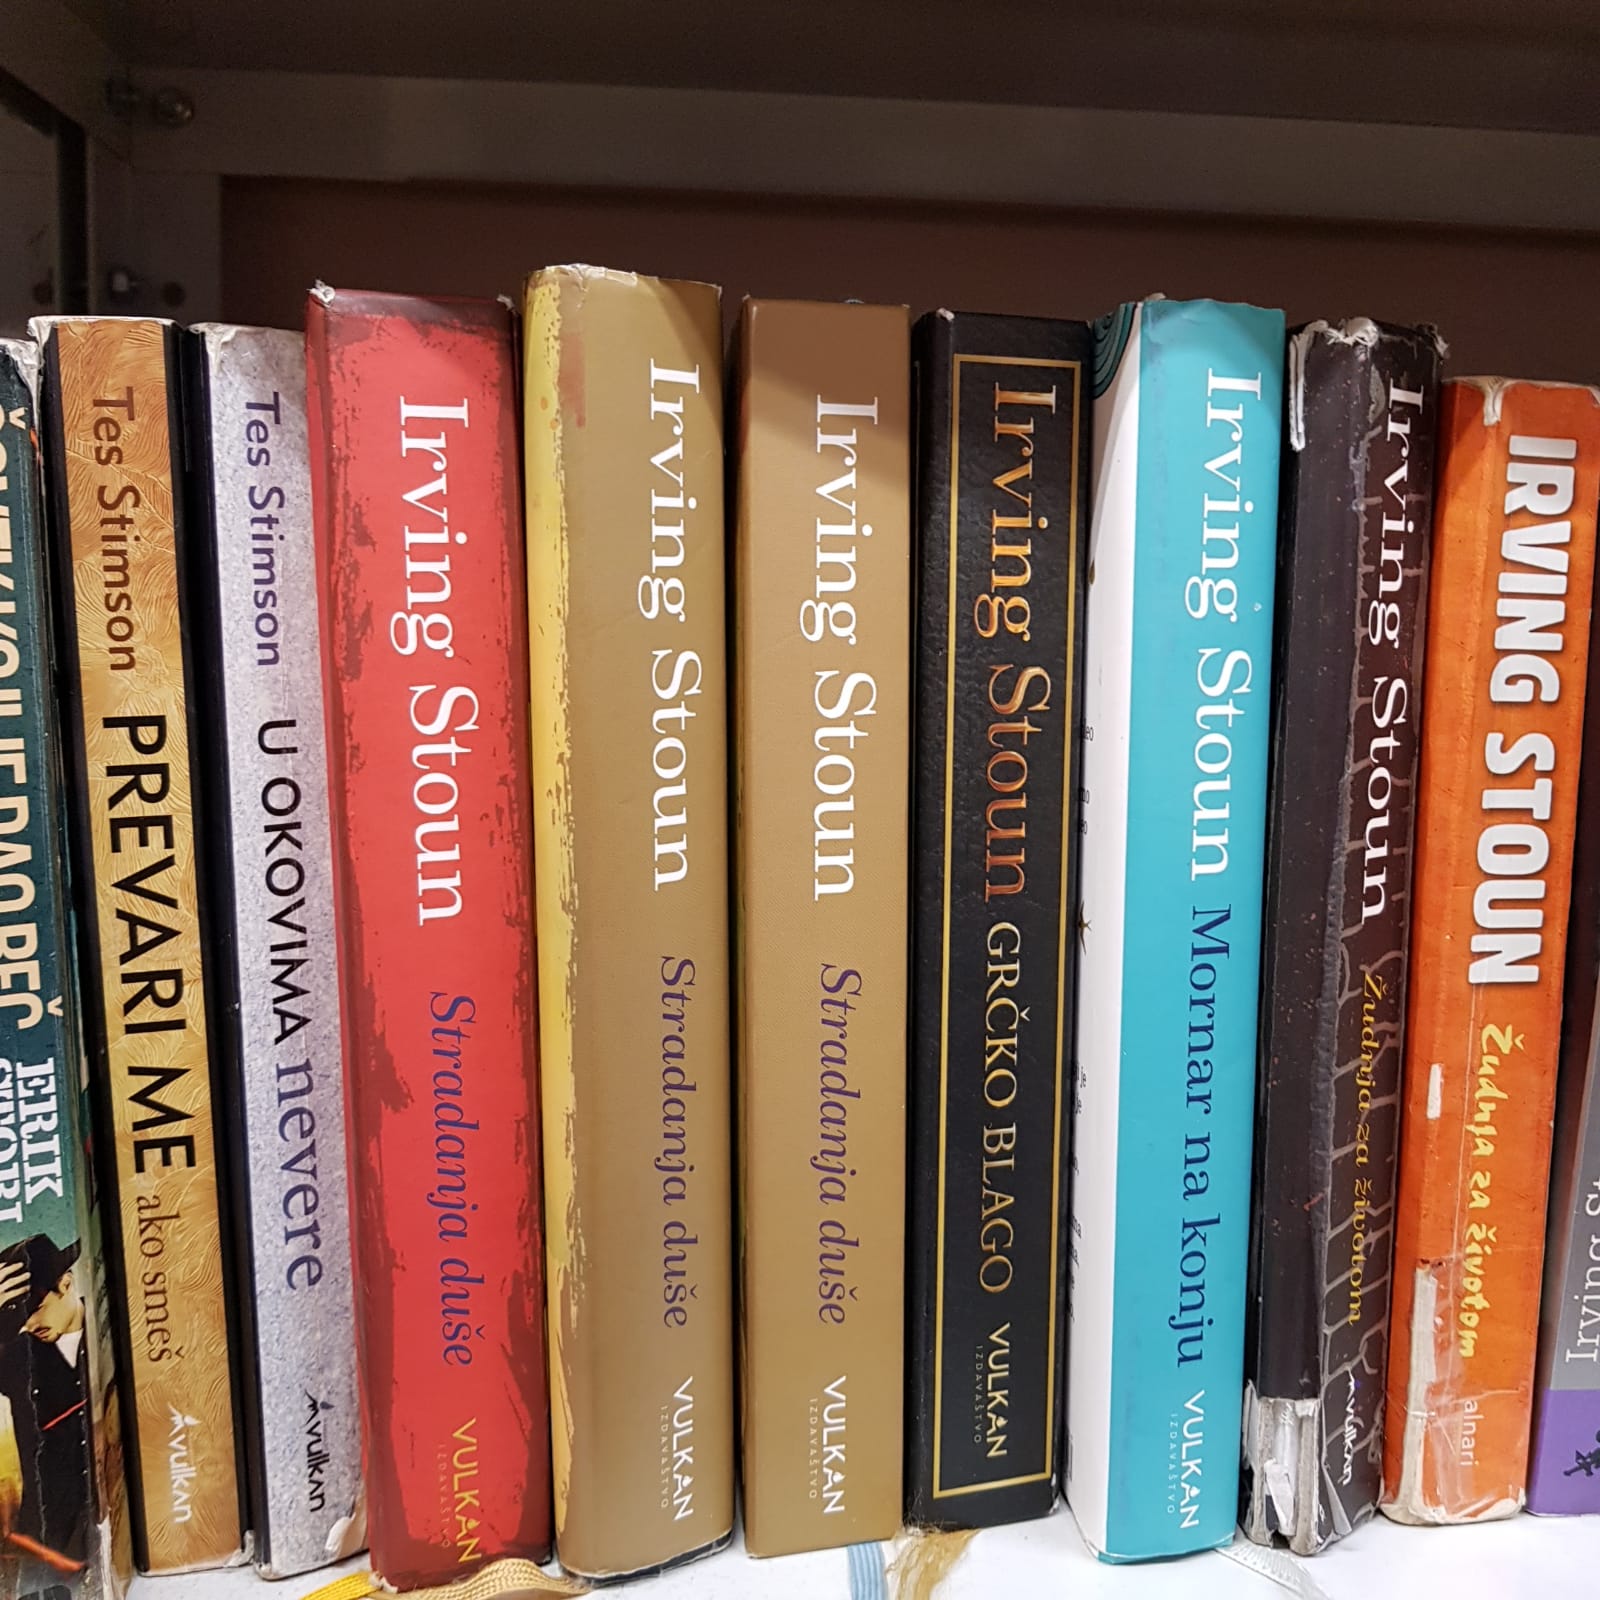 ERIK
Tes Stimson PREVARI ME ako smeš
vulkan
Tes Stimson U OKOVIMA nevere
vulkan
Irving Stoun Stradanja duše
VULKAN
IZDAVAŠTVO
Irving Stoun Stradanja duše
VULKAN
IZDAVAŠTVO
Irving Stoun Stradanja duše
VULKAN
IZDAVAŠTVO
Irving Stoun GRČKO BLAGO
VULKAN
IZDAVAŠTVO
Irving Stoun Mornar na konju
VULKAN
IZDAVAŠTVO
Irving Stoun Žudnja za životom
vulkan
IRVING STOUN Žudnja za životom
alnari